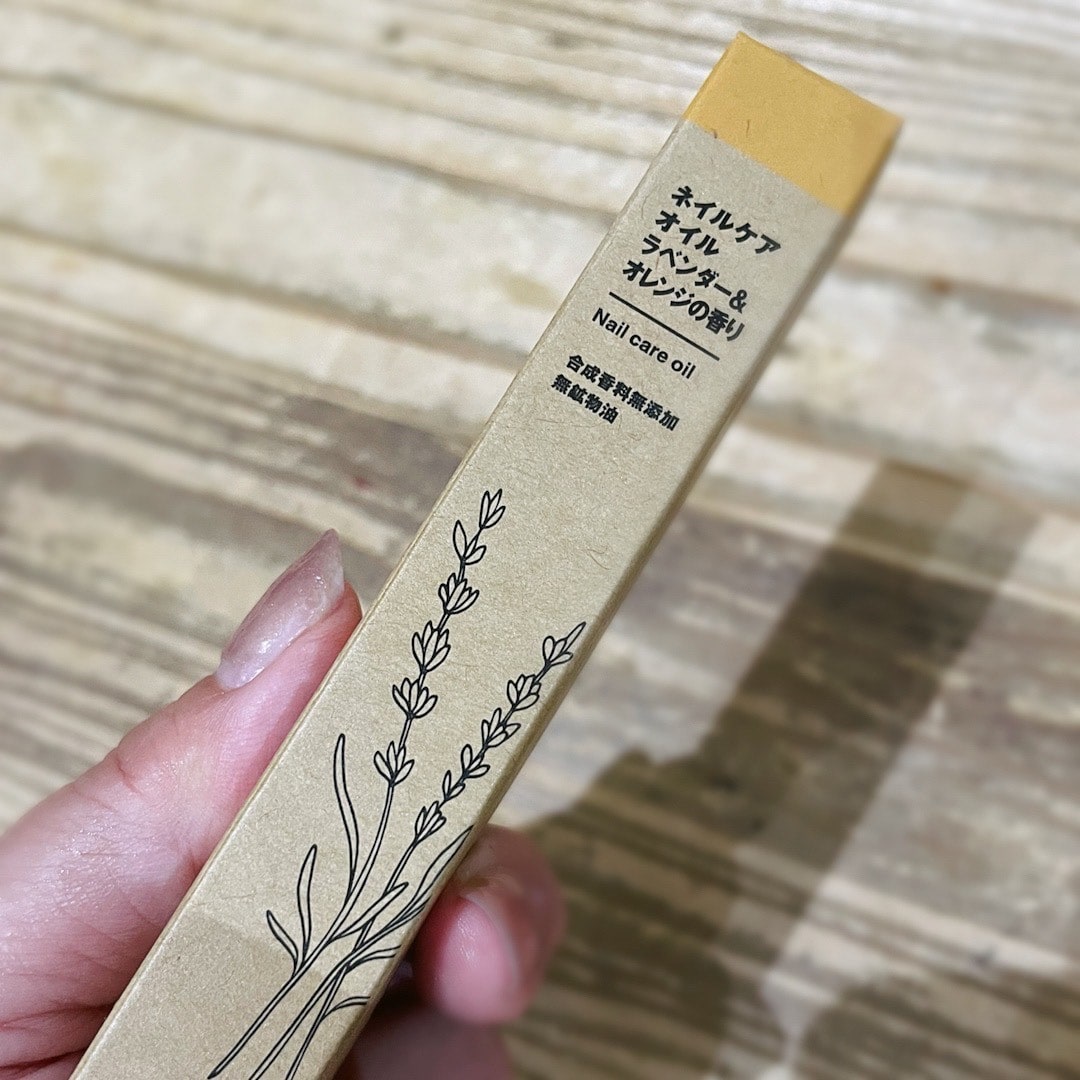 ネイルケア
オイル
ラベンダー&
オレンジの香り
Nail care oil
合成香料無添加
無鉱物油